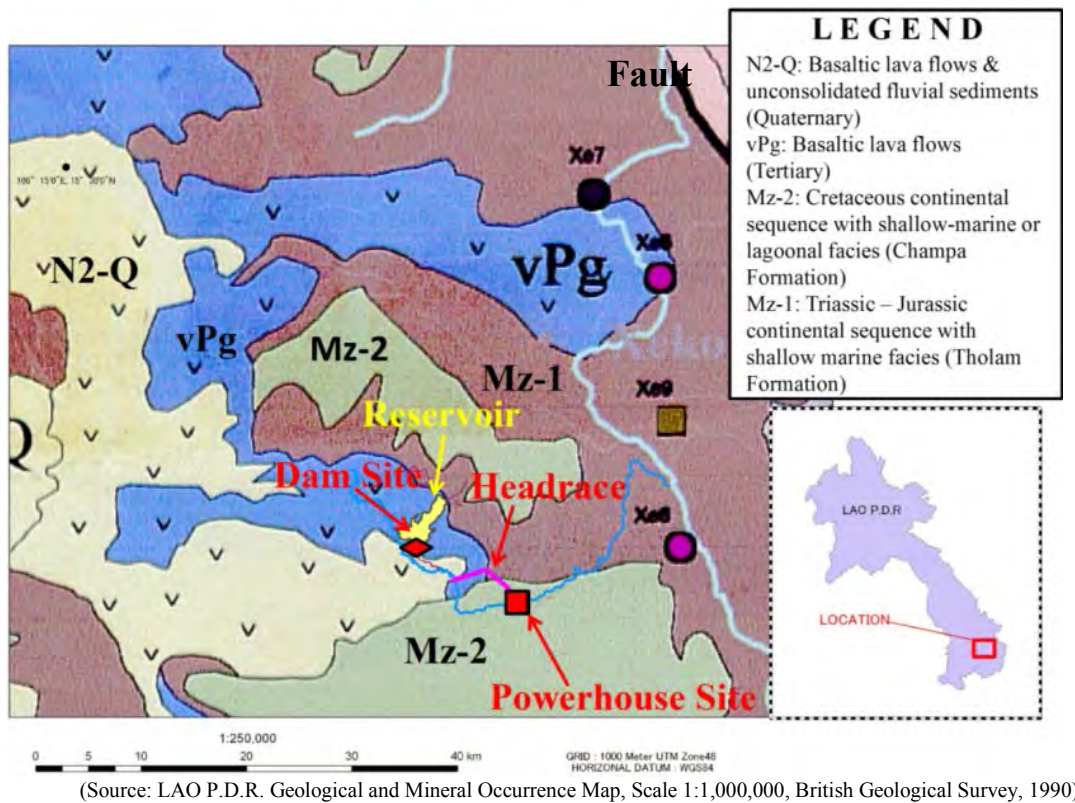 LEGEND
N2-Q: Basaltic lava flows &
unconsolidated fluvial sediments
(Quaternary)
vPg: Basaltic lava flows
(Tertiary)
Mz-2: Cretaceous continental
sequence with shallow-marine or
lagoonal facies (Champa
Formation)
Mz-1: Triassic – Jurassic
continental sequence with
shallow marine facies (Tholam
Formation)
Fault
Xe7
N2-Q
vPg
vPg
Mz-2
Mz-1
Xe9
Reservoir
Q
Dam Site
Headrace
Xe6
Mz-2
Powerhouse Site
LAO P.D.R
LOCATION
1:250,000
0 5 10 20 30 40 km
GRID : 1000 Meter UTM Zone48
HORIZONAL DATUM : WGS84
(Source: LAO P.D.R. Geological and Mineral Occurrence Map, Scale 1:1,000,000, British Geological Survey, 1990)